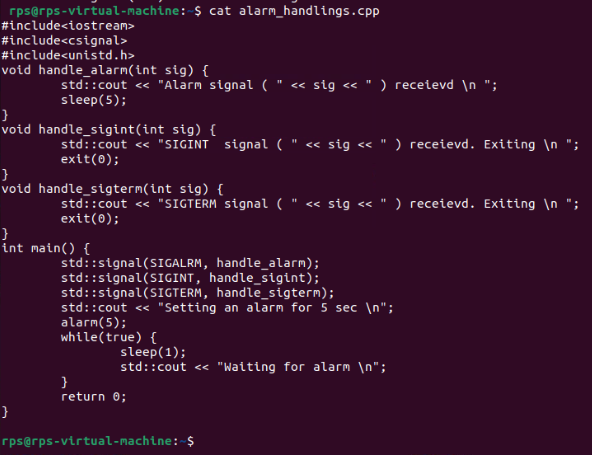 rps@rps-virtual-machine:~$ cat alarm_handlings.cpp
#include<iostream>
#include<csignal>
#include<unistd.h>
void handle_alarm(int sig) {
        std::cout << "Alarm signal ( " << sig << " ) receievd \n ";
        sleep(5);
}
void handle_sigint(int sig) {
        std::cout << "SIGINT  signal ( " << sig << " ) receievd. Exiting \n ";
        exit(0);
}
void handle_sigterm(int sig) {
        std::cout << "SIGTERM signal ( " << sig << " ) receievd. Exiting \n ";
        exit(0);
}
int main() {
        std::signal(SIGALRM, handle_alarm);
        std::signal(SIGINT, handle_sigint);
        std::signal(SIGTERM, handle_sigterm);
        std::cout << "Setting an alarm for 5 sec \n";
        alarm(5);
        while(true) {
                sleep(1);
                std::cout << "Waiting for alarm \n";
        }
        return 0;
}
rps@rps-virtual-machine:~$